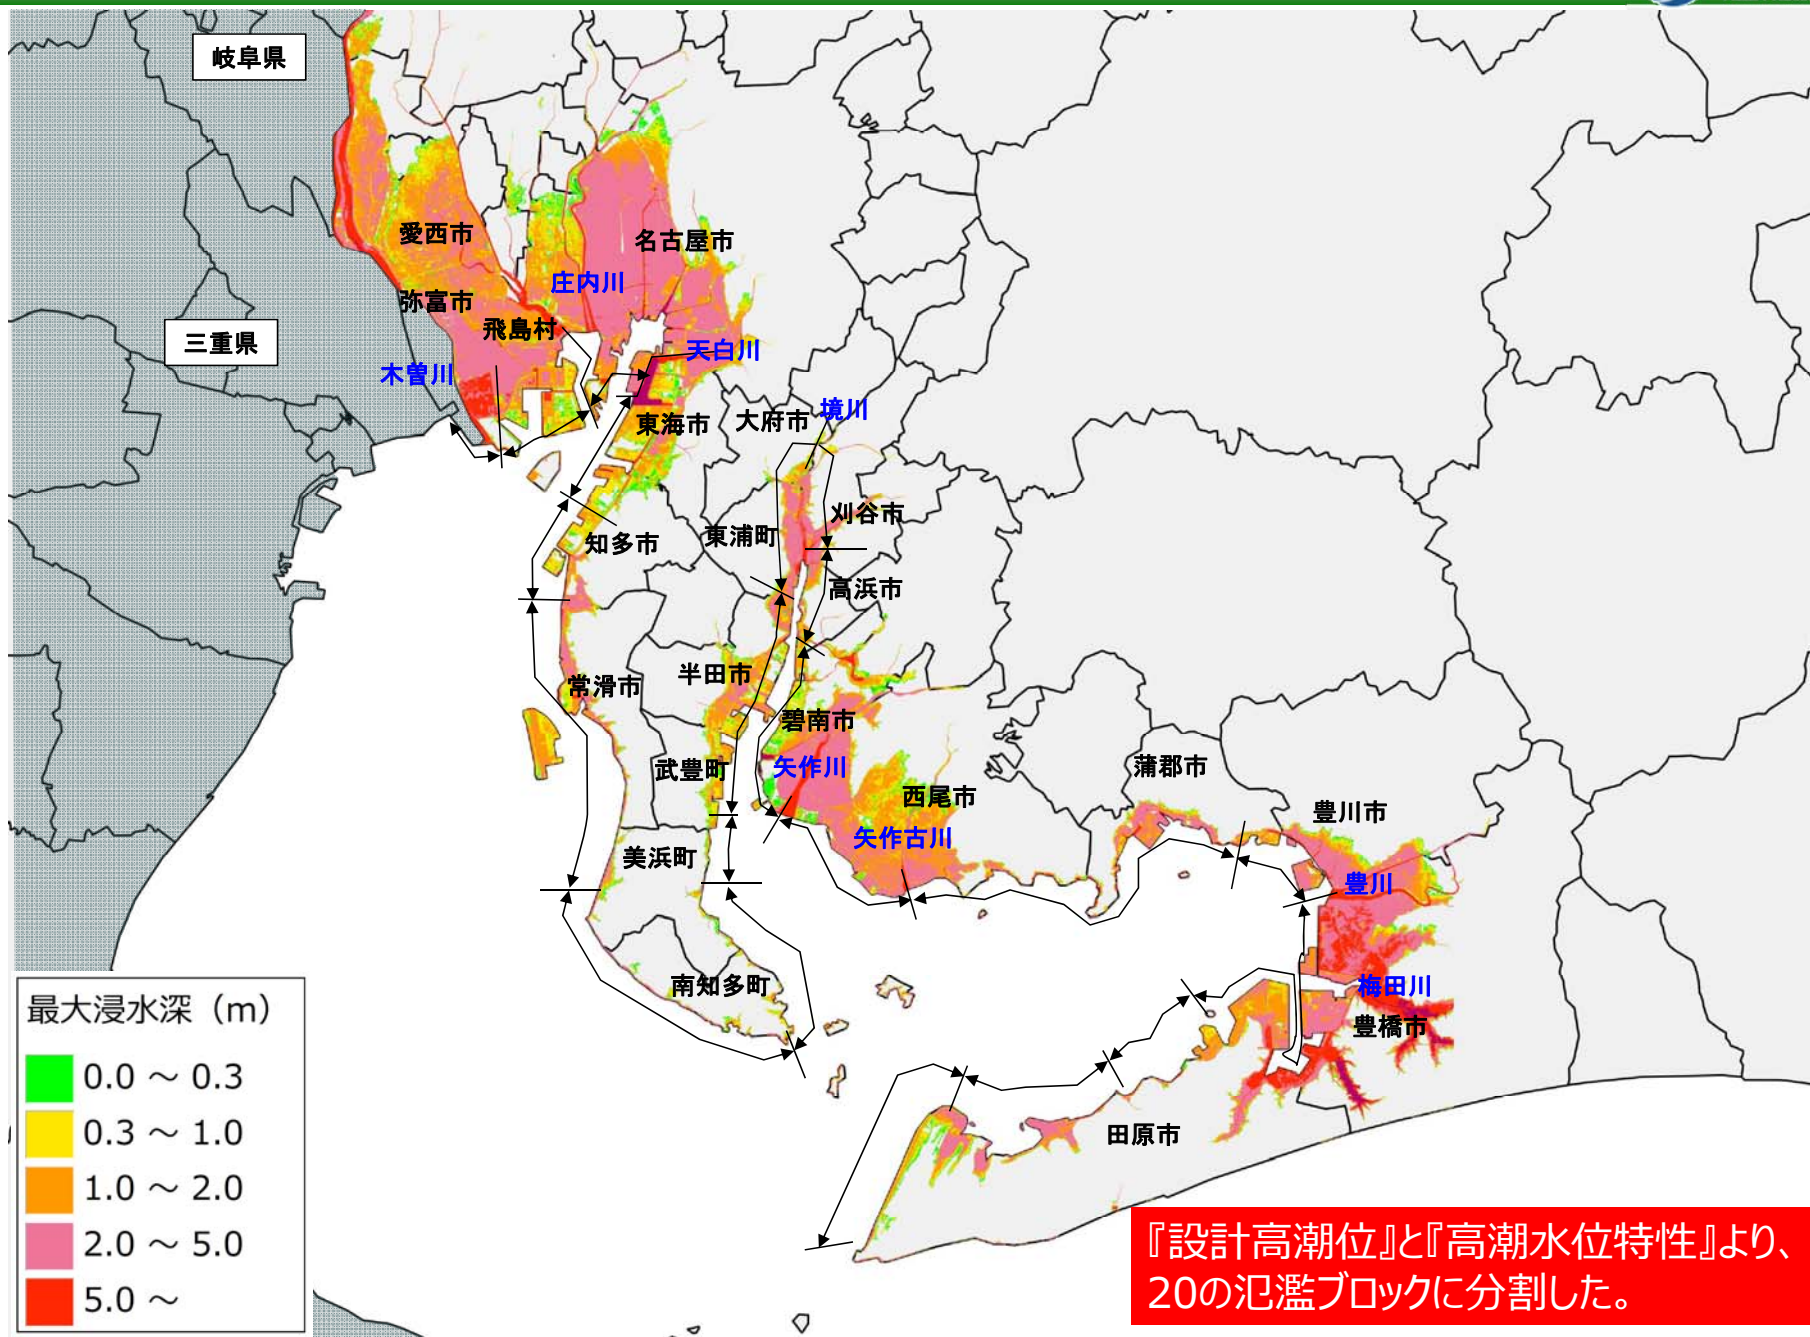 岐阜県
愛西市
名古屋市
庄内川
弥富市
飛島村
三重県
天白川
木曽川
東海市
大府市
境川
刈谷市
東浦町
知多市
高浜市
半田市
常滑市
碧南市
武豊町
矢作川
蒲郡市
西尾市
豊川市
矢作古川
美浜町
豊川
南知多町
梅田川
豊橋市
田原市
最大浸水深（m）
0.0 ～ 0.3
0.3 ～ 1.0
1.0 ～ 2.0
2.0 ～ 5.0
5.0 ～
『設計高潮位』と『高潮水位特性』より、
20の氾濫ブロックに分割した。